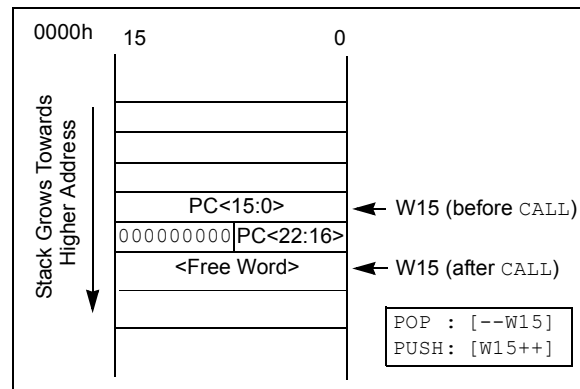 0000h
15 0
Stack Grows Towards
Higher Address
PC<15:0>
W15 (before CALL)
000000000 PC<22:16>
<Free Word>
W15 (after CALL)
POP : [--W15]
PUSH: [W15++]